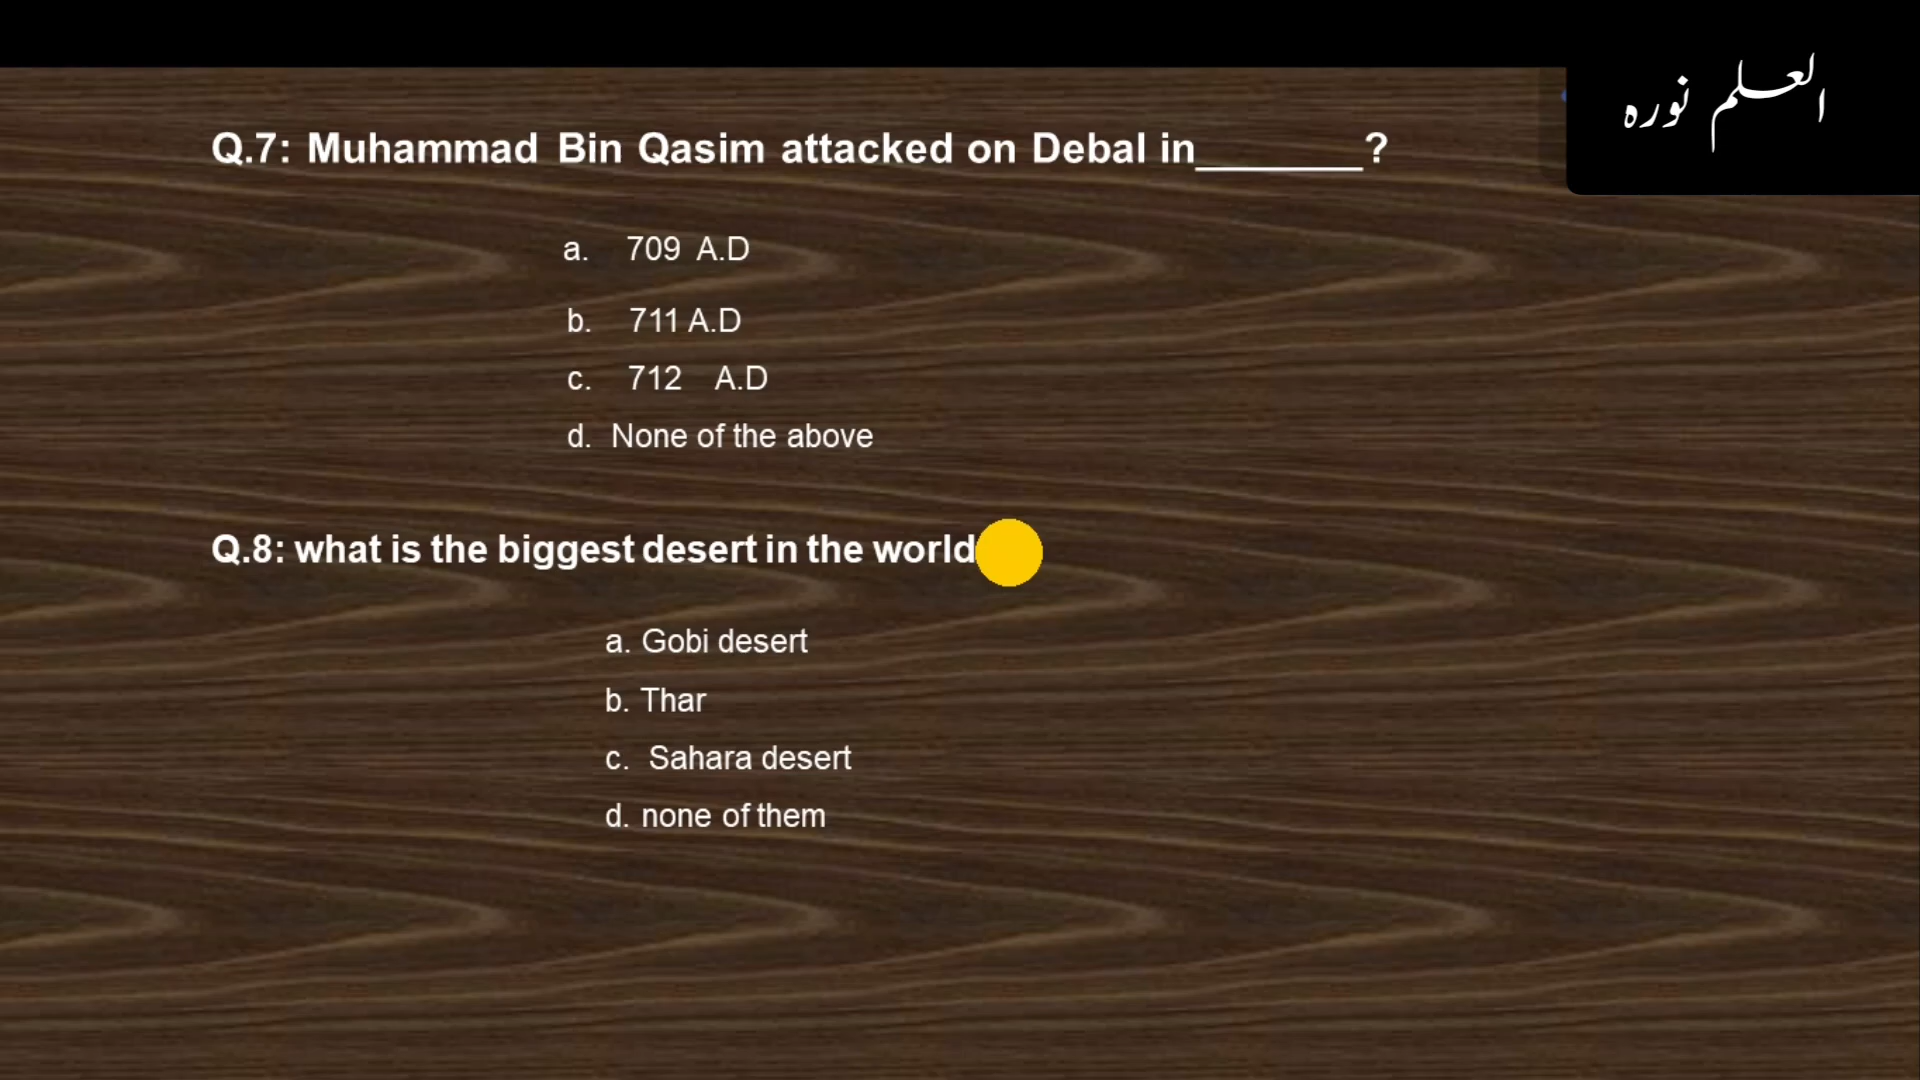 العلم نوره
Q.7: Muhammad Bin Qasim attacked on Debal in_______?
a. 709 A.D
b. 711 A.D
c. 712 A.D
d. None of the above
Q.8: what is the biggest desert in the world
a. Gobi desert
b. Thar
c. Sahara desert
d. none of them